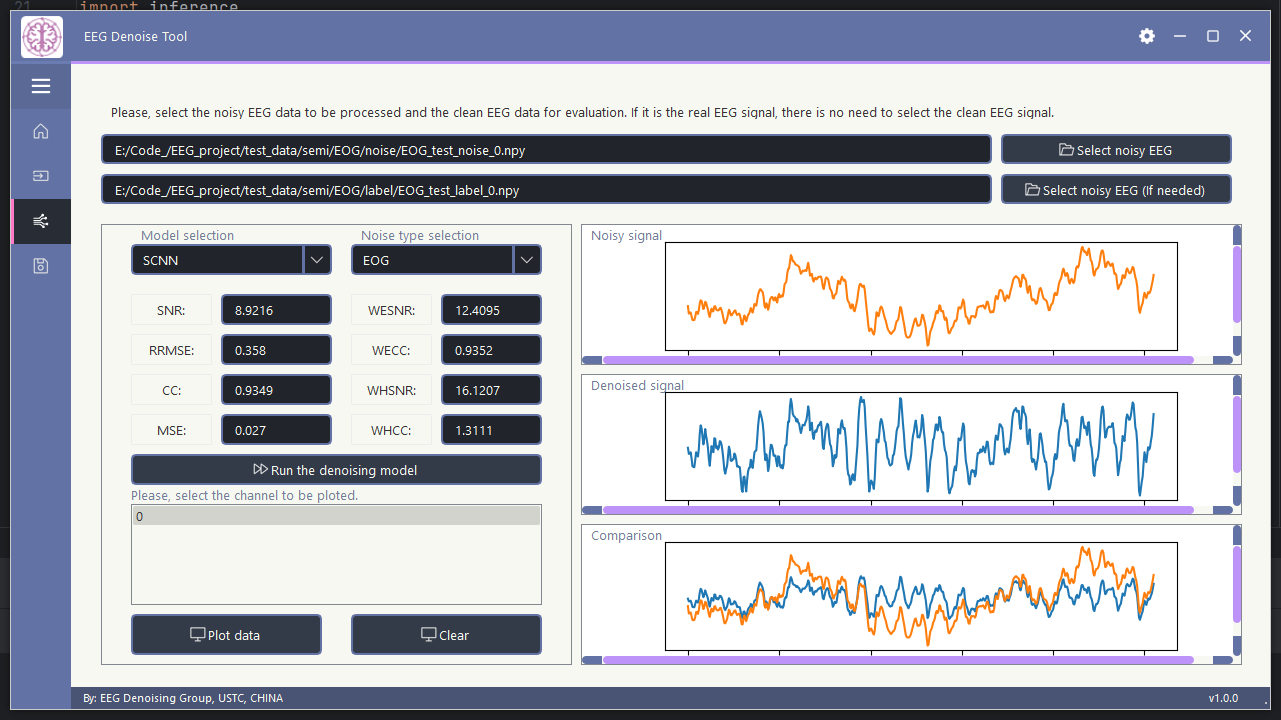 21 import inference
EEG Denoise Tool
Please, select the noisy EEG data to be processed and the clean EEG data for evaluation. If it is the real EEG signal, there is no need to select the clean EEG signal.
E:/Code_/EEG_project/test_data/semi/EOG/noise/EOG_test_noise_0.npy
Select noisy EEG
E:/Code_/EEG_project/test_data/semi/EOG/label/EOG_test_label_0.npy
Select noisy EEG (If needed)
Model selection
Noise type selection
SCNN
EOG
SNR: 8.9216
WESNR: 12.4095
RRMSE: 0.358
WECC: 0.9352
CC: 0.9349
WHSNR: 16.1207
MSE: 0.027
WHCC: 1.3111
Run the denoising model
Please, select the channel to be ploted.
0
Plot data
Clear
Noisy signal
Denoised signal
Comparison
By: EEG Denoising Group, USTC, CHINA
v1.0.0